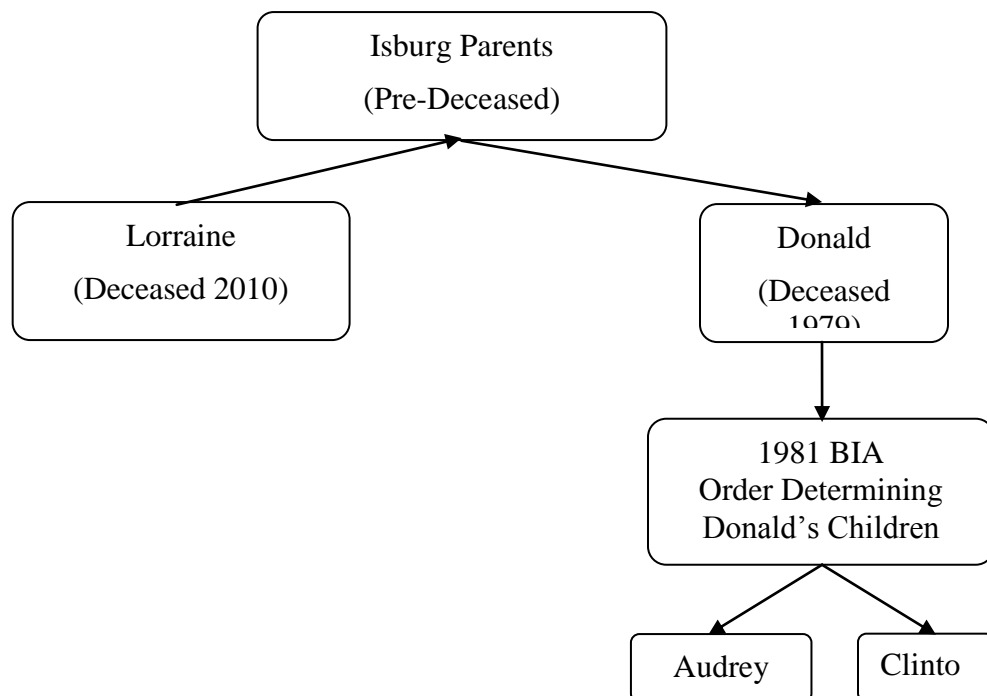 Isburg Parents
(Pre-Deceased)
Lorraine
(Deceased 2010)
Donald
(Deceased
1979)
1981 BIA
Order Determining
Donald’s Children
Audrey
Clinto